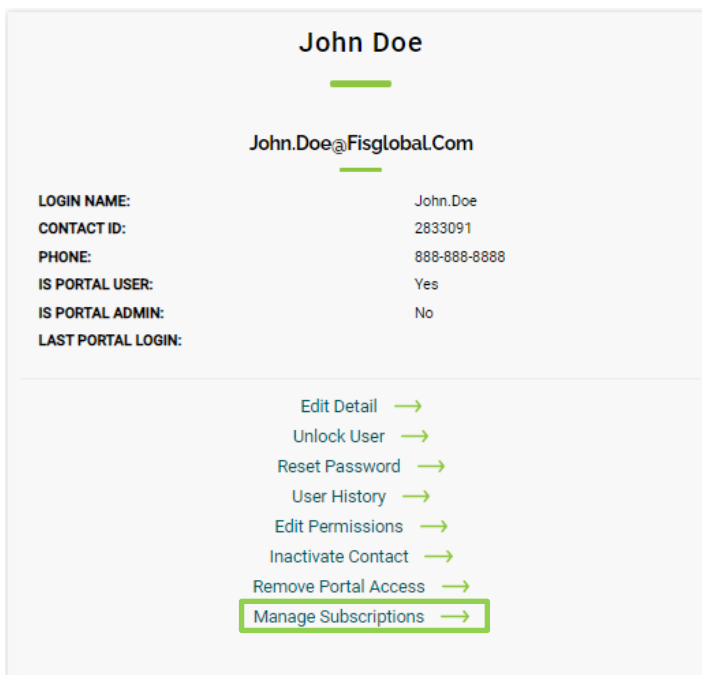 John Doe
John.Doe@Fisglobal.Com
LOGIN NAME: John.Doe
CONTACT ID: 2833091
PHONE: 888-888-8888
IS PORTAL USER: Yes
IS PORTAL ADMIN: No
LAST PORTAL LOGIN:
Edit Detail →
Unlock User →
Reset Password →
User History →
Edit Permissions →
Inactivate Contact →
Remove Portal Access →
Manage Subscriptions →